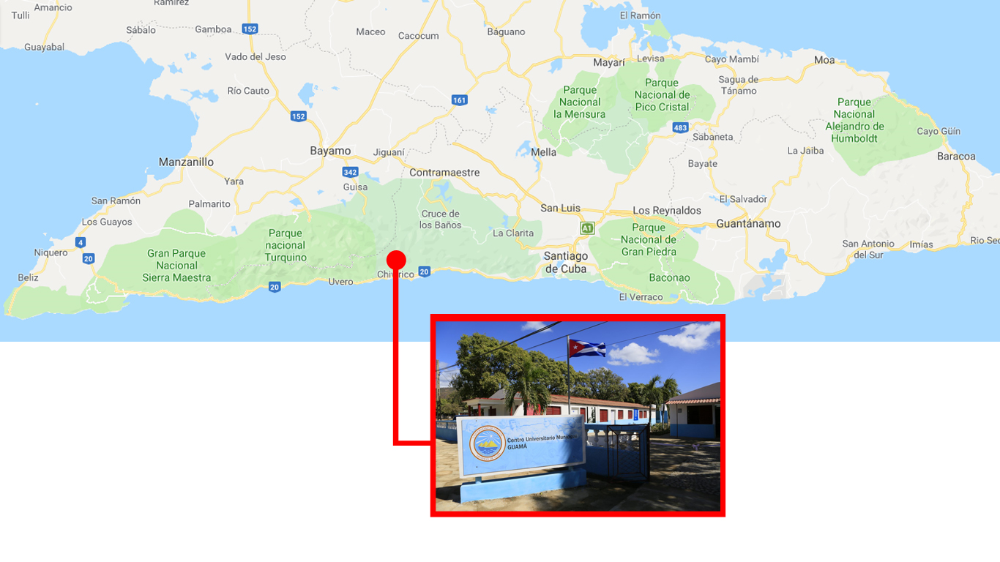 Amancio
Ramírez
Tulli
El Ramón
Sábalo
Gamboa
152
Maceo
Cacocum
Báguano
Guayabal
Vado del Jeso
Mayarí
Levisa
Cayo Mambí
Moa
Río Cauto
161
Parque
Nacional
la Mensura
Parque
Nacional de
Pico Cristal
Sagua de
Tánamo
152
Parque
Nacional
Alejandro de
Humboldt
483
Sabaneta
Cayo Güín
Bayamo
Jiguaní
Mella
La Jaiba
Baracoa
Manzanillo
342
Contramaestre
Bayate
Yara
Guisa
San Ramón
Palmarito
El Salvador
San Luis
Los Reynaldos
Los Guayos
Cruce de
los Baños
Guantánamo
La Clarita
A1
4
Parque
nacional
Turquino
Parque
Nacional de
Gran Piedra
San Antonio
del Sur
Imías
Río
Niquero
20
Gran Parque
Nacional
Sierra Maestra
Santiago
de Cuba
Beliz
Uvero
20
20
Baconao
El Verraco
Centro Universitario
GUAMÁ